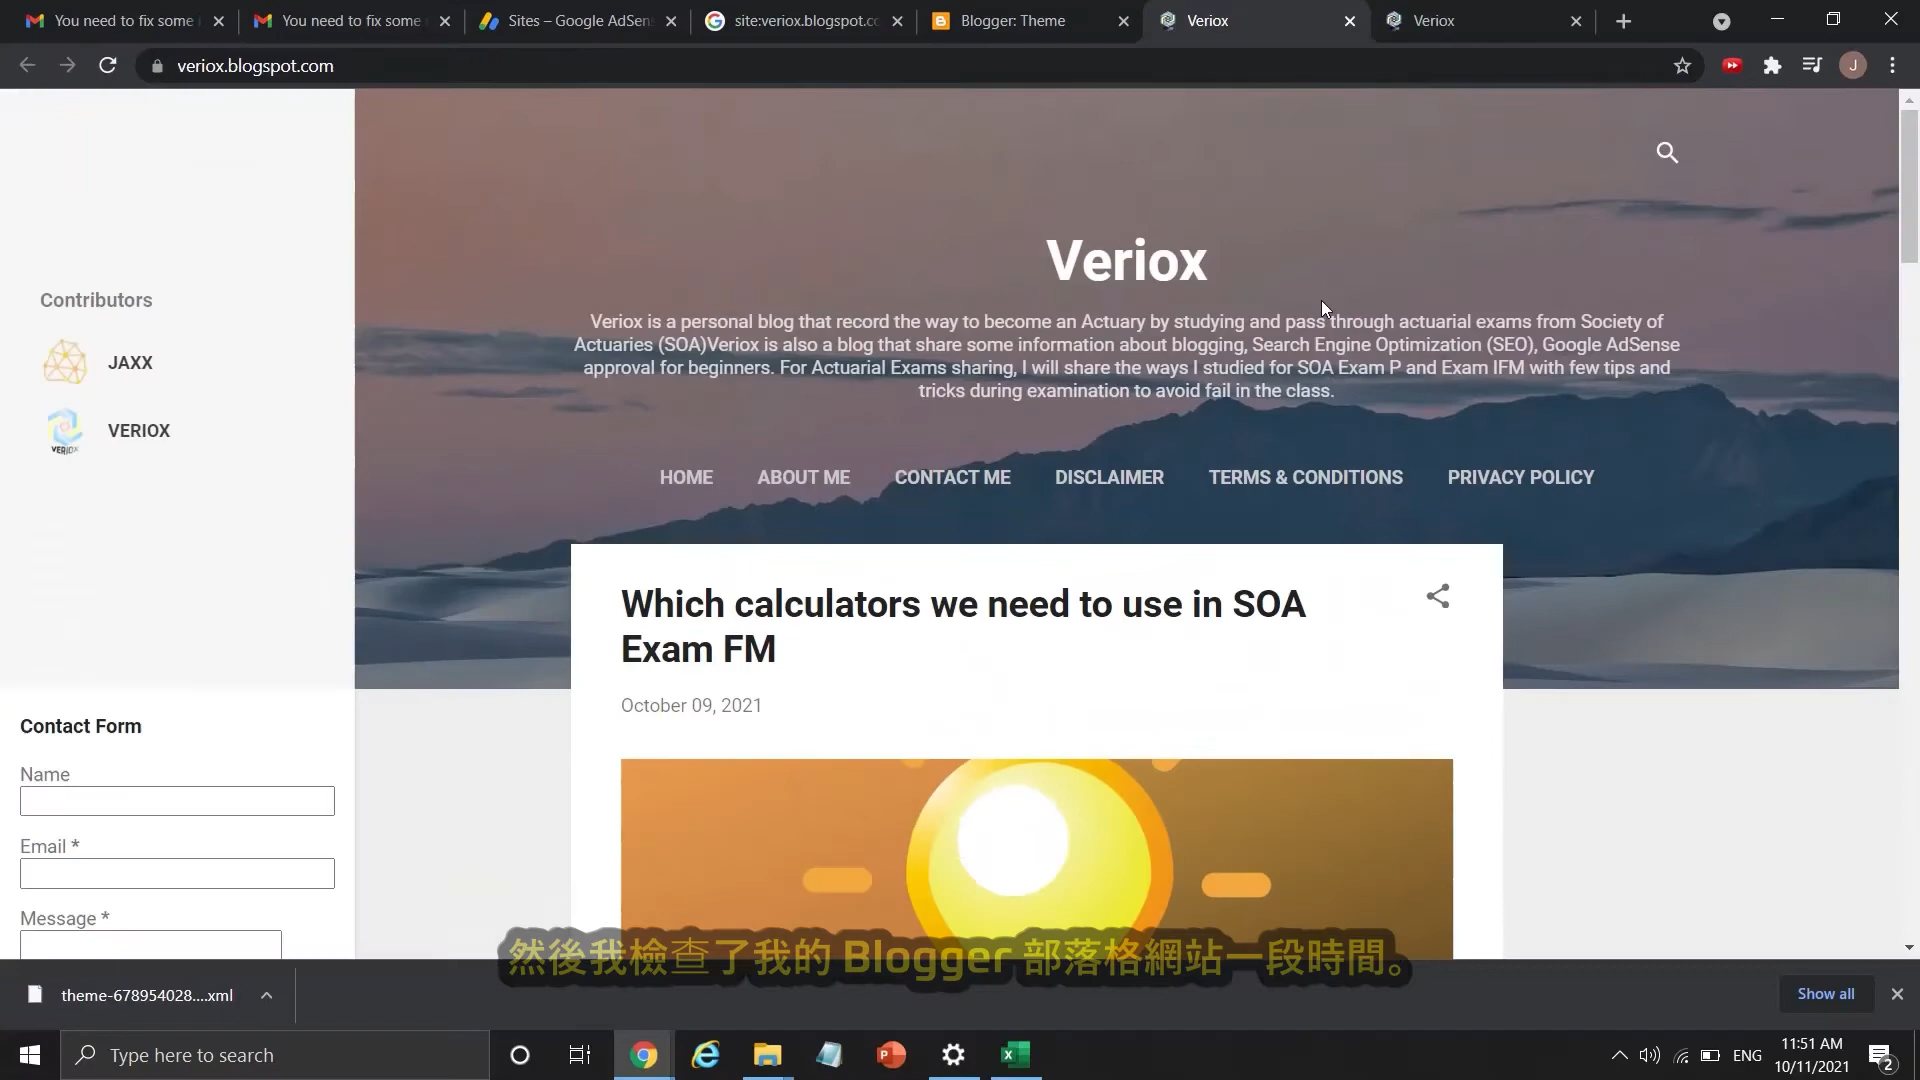 You need to fix some
You need to fix some
Sites – Google AdSen
site:veriox.blogspot.co
Blogger: Theme
Veriox
Veriox
veriox.blogspot.com
J
Contributors
JAXX
VERIOX
VERIOX
Contact Form
Name
Email *
Message *
Veriox
Veriox is a personal blog that record the way to become an Actuary by studying and pass through actuarial exams from Society of
Actuaries (SOA)Veriox is also a blog that share some information about blogging, Search Engine Optimization (SEO), Google AdSense
approval for beginners. For Actuarial Exams sharing, I will share the ways I studied for SOA Exam P and Exam IFM with few tips and
tricks during examination to avoid fail in the class.
HOME ABOUT ME CONTACT ME DISCLAIMER TERMS & CONDITIONS PRIVACY POLICY
Which calculators we need to use in SOA
Exam FM
October 09, 2021
然後我檢查了我的 Blogger 部落格網站一段時間。
theme-678954028....xml
Show all
Type here to search
ENG
11:51 AM
10/11/2021
2